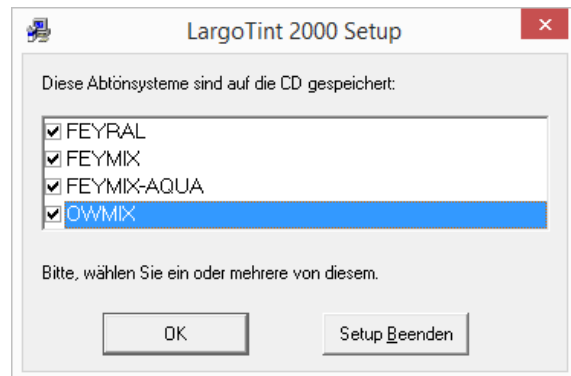 LargoTint 2000 Setup
Diese Abtönsysteme sind auf die CD gespeichert:
FEYRAL
FEYMIX
FEYMIX-AQUA
OWMIX
Bitte, wählen Sie ein oder mehrere von diesem.
OK
Setup Beenden